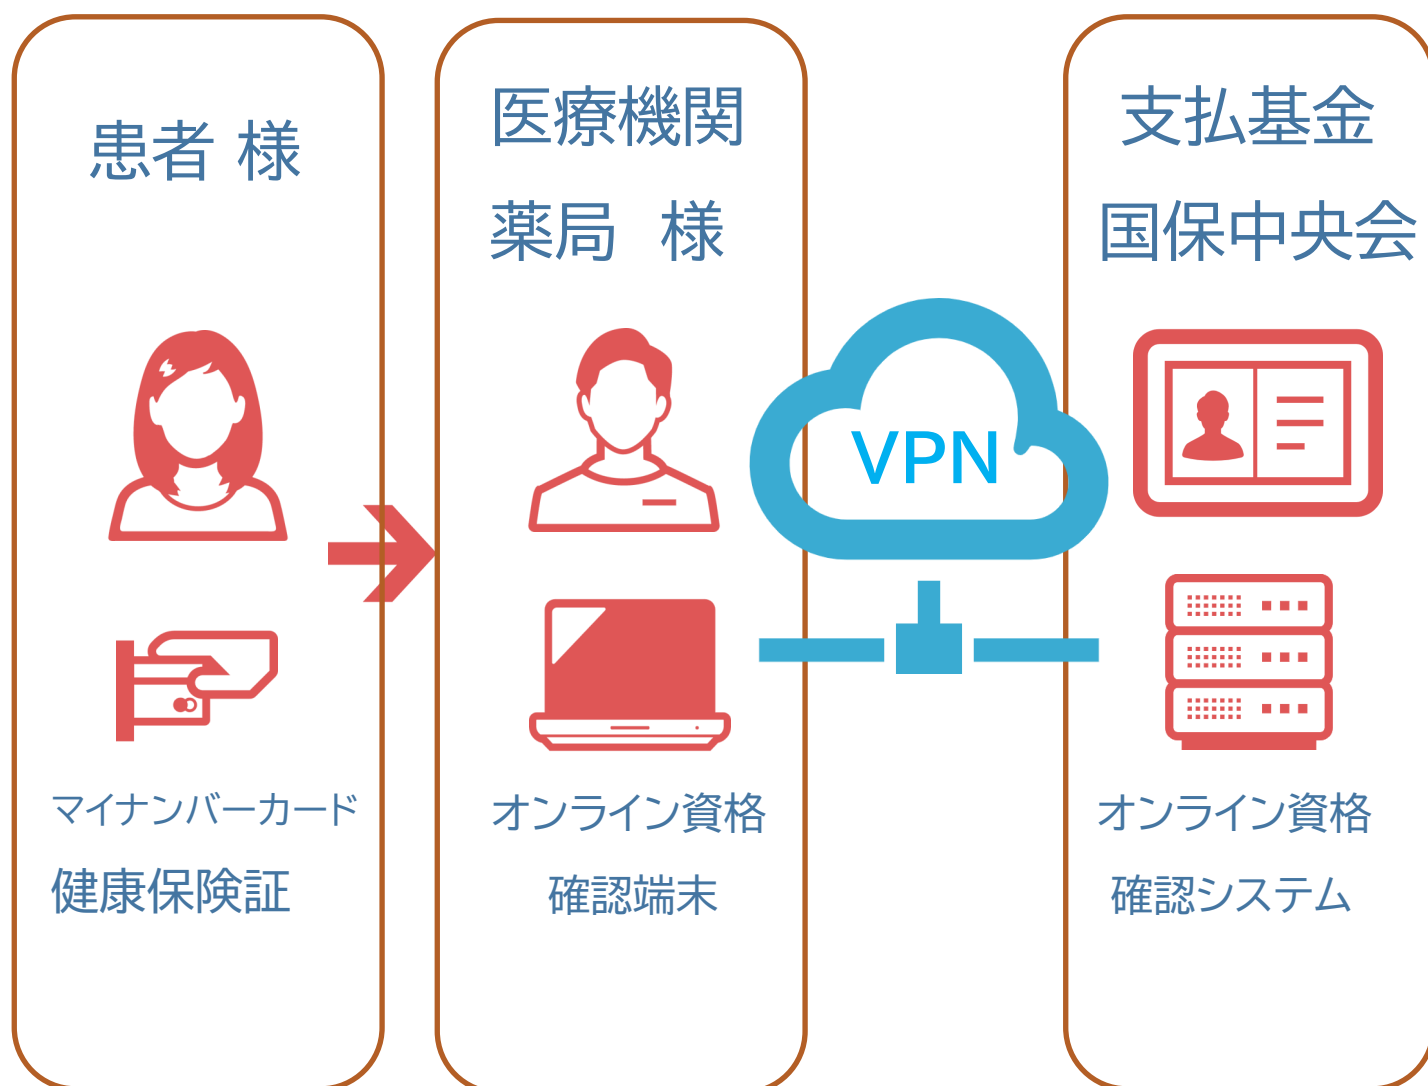 患者 様
マイナンバーカード
健康保険証
医療機関
薬局 様
オンライン資格
確認端末
VPN
支払基金
国保中央会
オンライン資格
確認システム